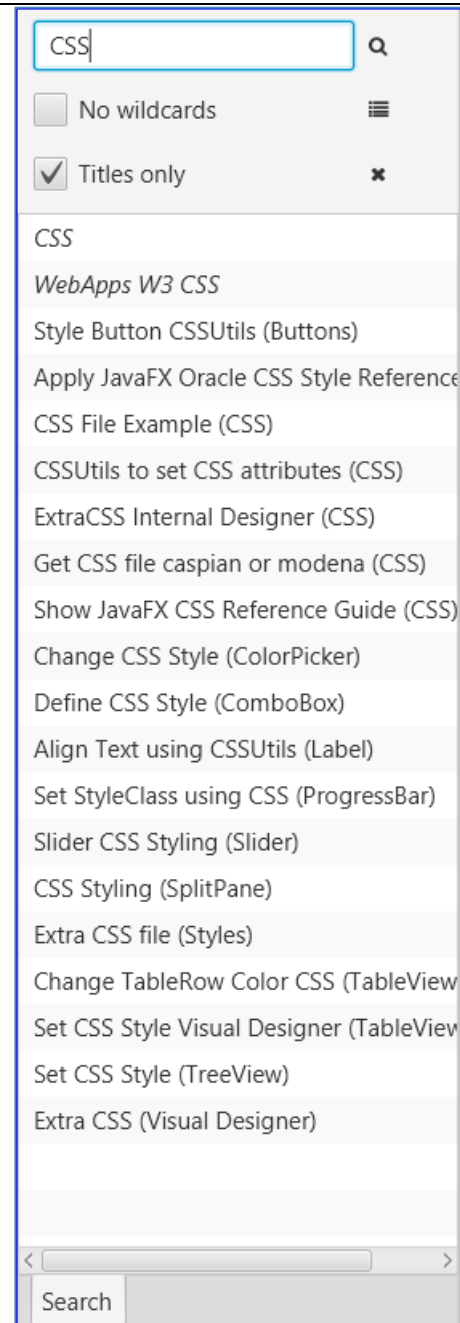 CSS
No wildcards
Titles only
CSS
WebApps W3 CSS
Style Button CSSUtils (Buttons)
Apply JavaFX Oracle CSS Style Reference
CSS File Example (CSS)
CSSUtils to set CSS attributes (CSS)
ExtraCSS Internal Designer (CSS)
Get CSS file caspian or modena (CSS)
Show JavaFX CSS Reference Guide (CSS)
Change CSS Style (ColorPicker)
Define CSS Style (ComboBox)
Align Text using CSSUtils (Label)
Set StyleClass using CSS (ProgressBar)
Slider CSS Styling (Slider)
CSS Styling (SplitPane)
Extra CSS file (Styles)
Change TableRow Color CSS (TableView
Set CSS Style Visual Designer (TableView
Set CSS Style (TreeView)
Extra CSS (Visual Designer)
Search